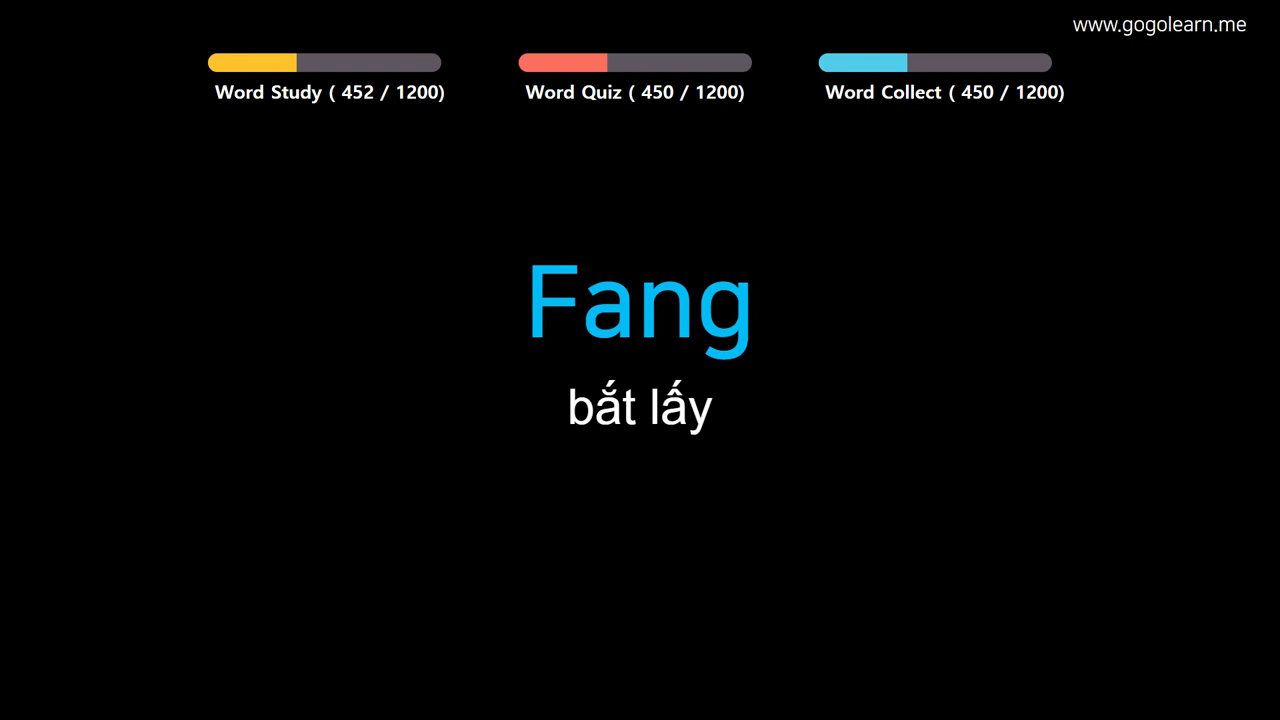 www.gogolearn.me
Word Study ( 452 / 1200)
Word Quiz ( 450 / 1200)
Word Collect ( 450 / 1200)
Fang
bắt lấy